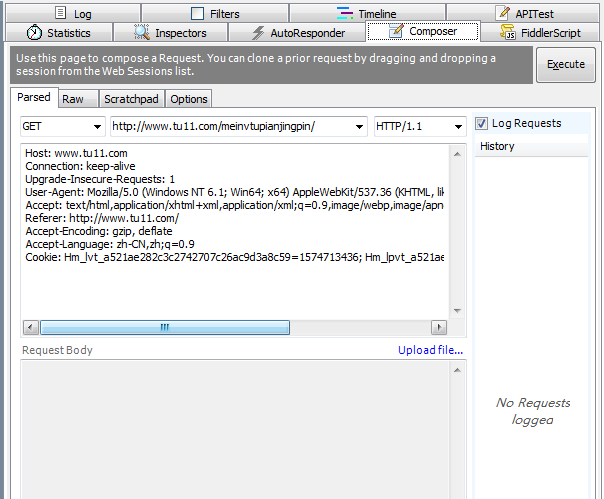 Log Filters Timeline APITest
Statistics Inspectors AutoResponder Composer FiddlerScript
Use this page to compose a Request. You can clone a prior request by dragging and dropping a
session from the Web Sessions list.
Execute
Parsed Raw Scratchpad Options
GET http://www.tu11.com/meinvtupianjingpin/ HTTP/1.1
Log Requests
History
Host: www.tu11.com
Connection: keep-alive
Upgrade-Insecure-Requests: 1
User-Agent: Mozilla/5.0 (Windows NT 6.1; Win64; x64) AppleWebKit/537.36 (KHTML, lik
Accept: text/html,application/xhtml+xml,application/xml;q=0.9,image/webp,image/apn
Referer: http://www.tu11.com/
Accept-Encoding: gzip, deflate
Accept-Language: zh-CN,zh;q=0.9
Cookie: Hm_lvt_a521ae282c3c2742707c26ac9d3a8c59=1574713436; Hm_lpvt_a521ae
Request Body Upload file...
No Requests
logged